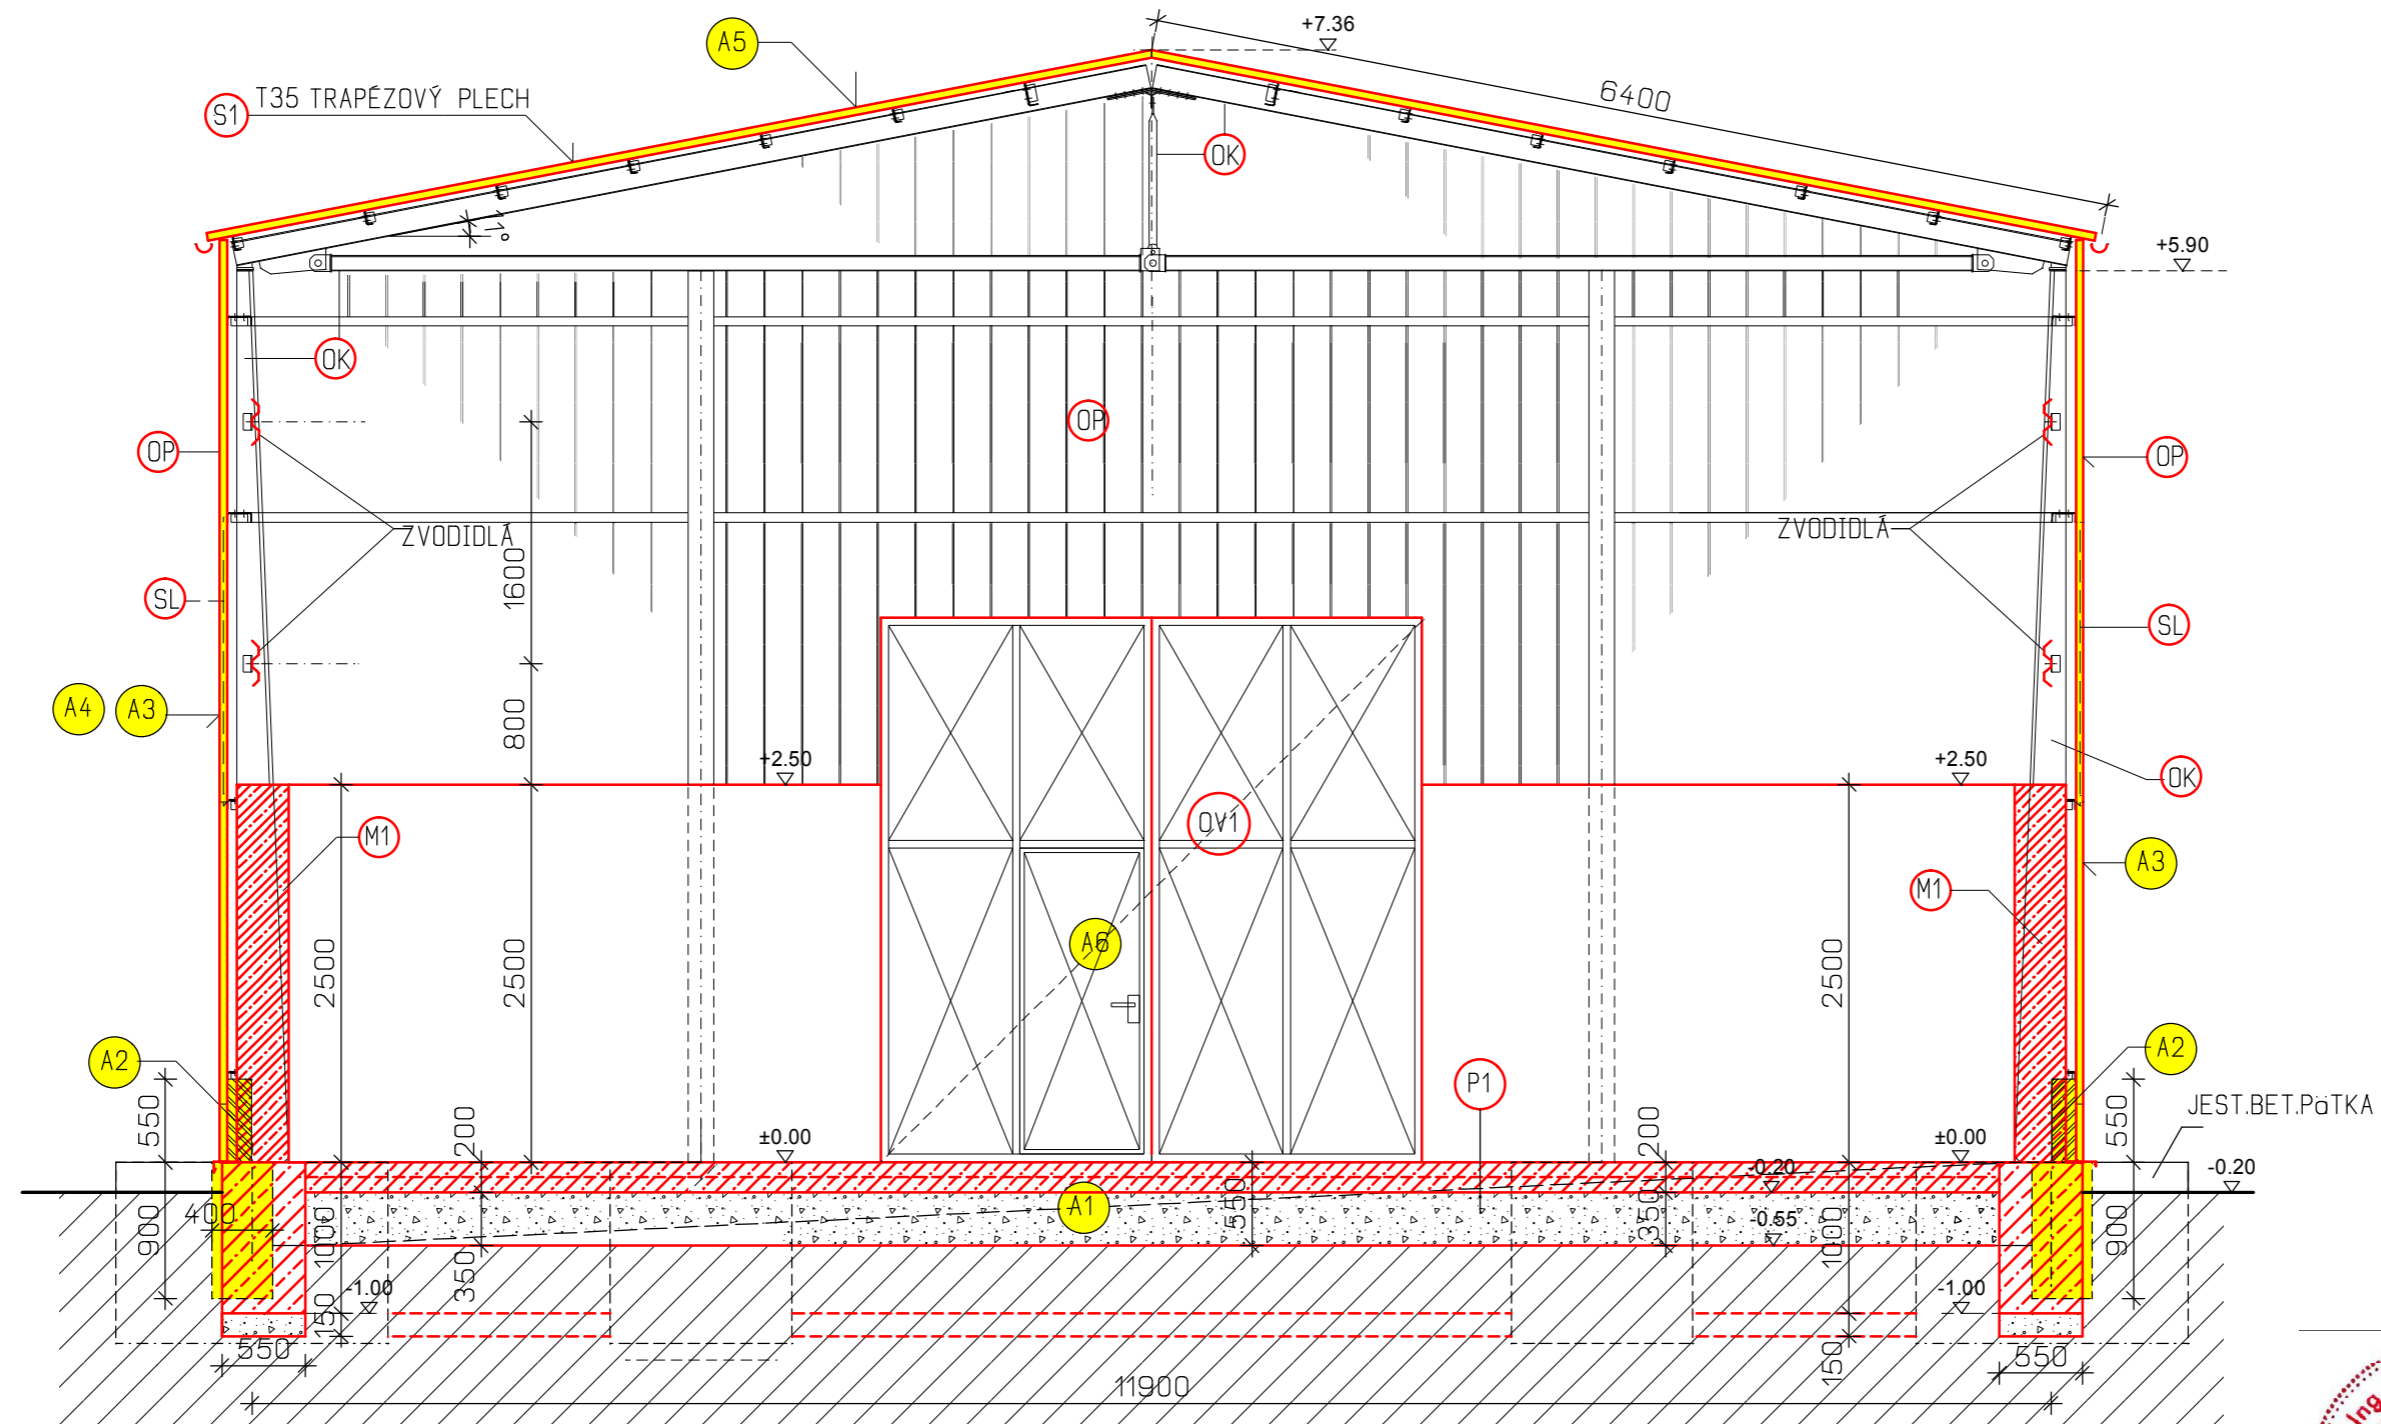 A5
+7.36
6400
S1 T35 TRAPÉZOVÝ PLECH
OK
+5.90
OK
OP
OP
OP
ZVODIDLÁ
ZVODIDLÁ
1600
SL
SL
A4 A3
800
+2.50
+2.50
OK
M1
OV1
A3
M1
A6
2500
2500
2500
A2
A2
P1
JEST.BET.PäTKA
550
200
±0.00
200
±0.00
550
-0.20
-0.20
400
900
1000
350
A1
550
350
-0.55
1000
900
-1.00
-1.00
150
150
550
550
11900
Ing